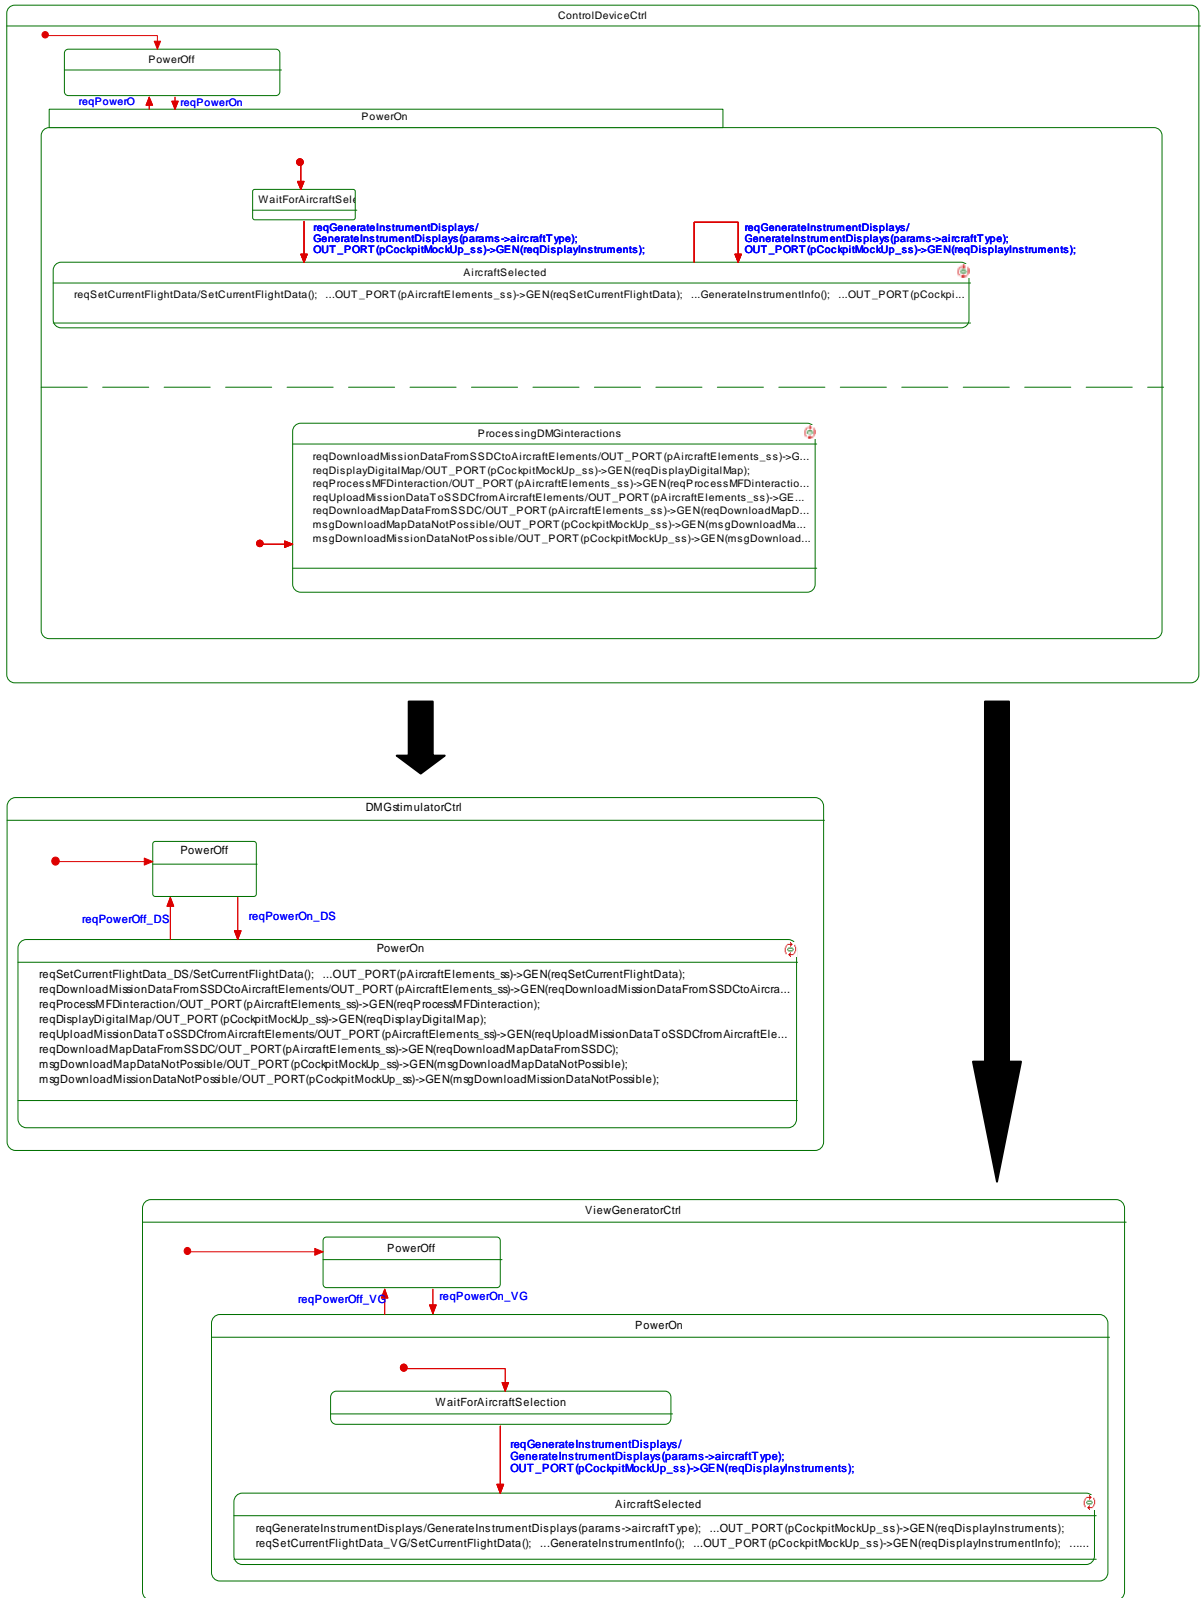 ControlDeviceCtrl
PowerOff
reqPowerO
reqPowerOn
PowerOn
WaitForAircraftSele
reqGenerateInstrumentDisplays/
GenerateInstrumentDisplays(params->aircraftType);
OUT_PORT(pCockpitMockUp_ss)->GEN(reqDisplayInstruments);
reqGenerateInstrumentDisplays/
GenerateInstrumentDisplays(params->aircraftType);
OUT_PORT(pCockpitMockUp_ss)->GEN(reqDisplayInstruments);
AircraftSelected
reqSetCurrentFlightData/SetCurrentFlightData();  ...OUT_PORT(pAircraftElements_ss)->GEN(reqSetCurrentFlightData);  ...GenerateInstrumentInfo();  ...OUT_PORT(pCockpi...
ProcessingDMGinteractions
reqDownloadMissionDataFromSSDCtoAircraftElements/OUT_PORT(pAircraftElements_ss)->G...
reqDisplayDigitalMap/OUT_PORT(pCockpitMockUp_ss)->GEN(reqDisplayDigitalMap);
reqProcessMFDinteraction/OUT_PORT(pAircraftElements_ss)->GEN(reqProcessMFDinteractio...
reqUploadMissionDataToSSDCfromAircraftElements/OUT_PORT(pAircraftElements_ss)->GE...
reqDownloadMapDataFromSSDC/OUT_PORT(pAircraftElements_ss)->GEN(reqDownloadMapD...
msgDownloadMapDataNotPossible/OUT_PORT(pCockpitMockUp_ss)->GEN(msgDownloadMa...
msgDownloadMissionDataNotPossible/OUT_PORT(pCockpitMockUp_ss)->GEN(msgDownload...
DMGstimulatorCtrl
PowerOff
reqPowerOff_DS
reqPowerOn_DS
PowerOn
reqSetCurrentFlightData_DS/SetCurrentFlightData();  ...OUT_PORT(pAircraftElements_ss)->GEN(reqSetCurrentFlightData);
reqDownloadMissionDataFromSSDCtoAircraftElements/OUT_PORT(pAircraftElements_ss)->GEN(reqDownloadMissionDataFromSSDCtoAircra...
reqProcessMFDinteraction/OUT_PORT(pAircraftElements_ss)->GEN(reqProcessMFDinteraction);
reqDisplayDigitalMap/OUT_PORT(pCockpitMockUp_ss)->GEN(reqDisplayDigitalMap);
reqUploadMissionDataToSSDCfromAircraftElements/OUT_PORT(pAircraftElements_ss)->GEN(reqUploadMissionDataToSSDCfromAircraftEle...
reqDownloadMapDataFromSSDC/OUT_PORT(pAircraftElements_ss)->GEN(reqDownloadMapDataFromSSDC);
msgDownloadMapDataNotPossible/OUT_PORT(pCockpitMockUp_ss)->GEN(msgDownloadMapDataNotPossible);
msgDownloadMissionDataNotPossible/OUT_PORT(pCockpitMockUp_ss)->GEN(msgDownloadMissionDataNotPossible);
ViewGeneratorCtrl
PowerOff
reqPowerOff_VG
reqPowerOn_VG
PowerOn
WaitForAircraftSelection
reqGenerateInstrumentDisplays/
GenerateInstrumentDisplays(params->aircraftType);
OUT_PORT(pCockpitMockUp_ss)->GEN(reqDisplayInstruments);
AircraftSelected
reqGenerateInstrumentDisplays/GenerateInstrumentDisplays(params->aircraftType);  ...OUT_PORT(pCockpitMockUp_ss)->GEN(reqDisplayInstruments);
reqSetCurrentFlightData_VG/SetCurrentFlightData();  ...GenerateInstrumentInfo();  ...OUT_PORT(pCockpitMockUp_ss)->GEN(reqDisplayInstrumentInfo);  ......